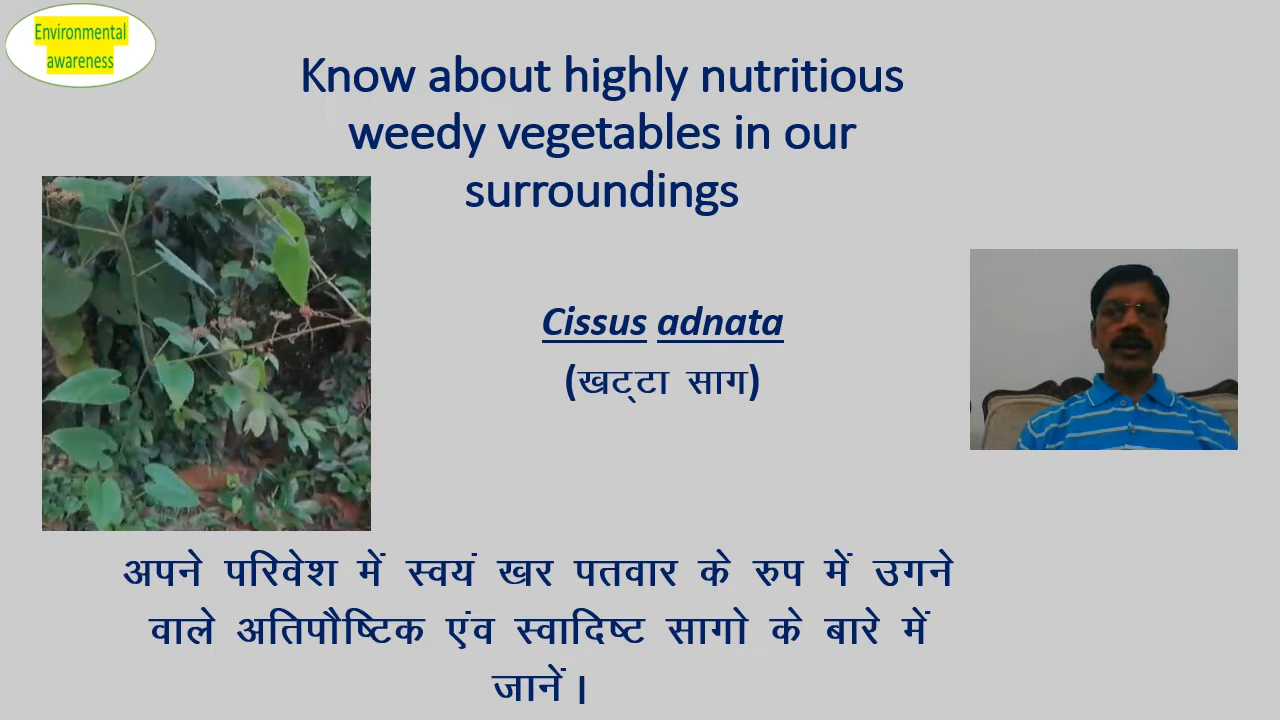 Environmental
awareness
Know about highly nutritious
weedy vegetables in our
surroundings
Cissus adnata
(खट्टा साग)
अपने परिवेश में स्वयं खर पतवार के रुप में उगने
वाले अतिपौष्टिक एंव स्वादिष्ट सागो के बारे में
जानें।